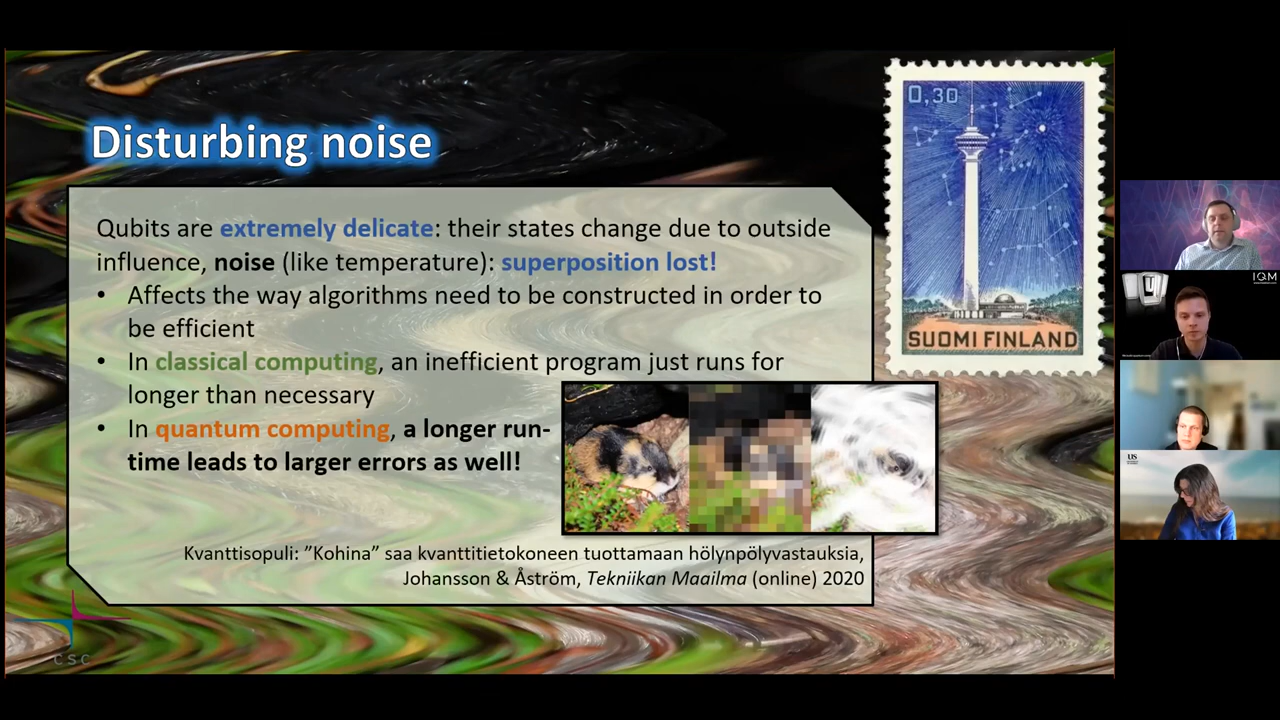 Disturbing noise
0,30
SUOMI FINLAND
Qubits are extremely delicate: their states change due to outside
influence, noise (like temperature): superposition lost!
• Affects the way algorithms need to be constructed in order to
be efficient
• In classical computing, an inefficient program just runs for
longer than necessary
• In quantum computing, a longer run-
time leads to larger errors as well!
Kvanttisopuli: ”Kohina” saa kvanttitietokoneen tuottamaan hölynpölyvastauksia,
Johansson & Åström, Tekniikan Maailma (online) 2020
CSC
IQM
US